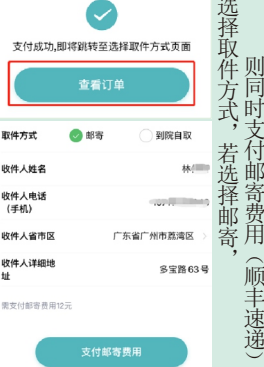 支付成功,即将跳转至选择取件方式页面
查看订单
取件方式 邮寄 到院自取
收件人姓名 林
收件人电话
（手机）
收件人省市区 广东省广州市荔湾区
收件人详细地
址 多宝路63号
需支付邮寄费用12元
支付邮寄费用
选择取件方式，若选择邮寄，
则同时支付邮寄费用（顺丰速递）